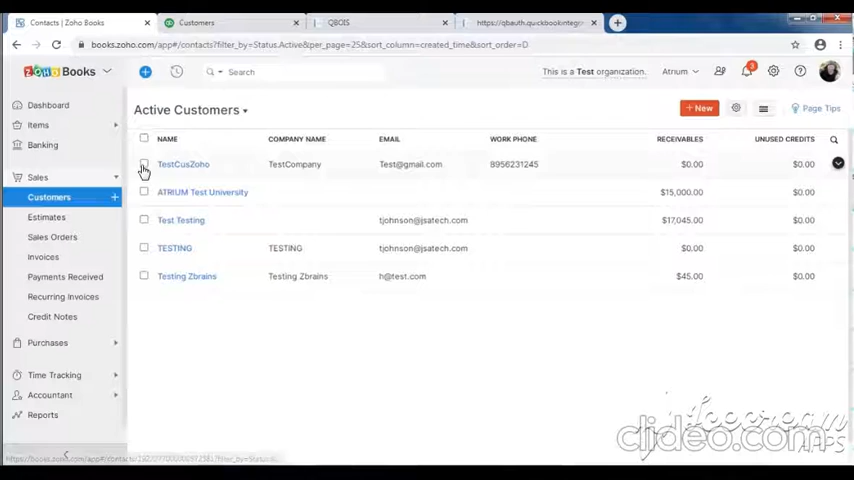 Contacts | Zoho Books
Customers
QBOIS
https://qbauth.quickbookintegr
books.zoho.com/app#/contacts?filter_by=Status.Active&per_page=25&sort_column=created_time&sort_order=D
ZOHO Books
Search
This is a Test organization.
Atrium
3
Dashboard
Items
Banking
Sales
Customers
Estimates
Sales Orders
Invoices
Payments Received
Recurring Invoices
Credit Notes
Purchases
Time Tracking
Accountant
Reports
Active Customers
+ New
Page Tips
NAME COMPANY NAME EMAIL WORK PHONE RECEIVABLES UNUSED CREDITS
TestCusZoho TestCompany Test@gmail.com 8956231245 $0.00 $0.00
ATRIUM Test University $15,000.00 $0.00
Test Testing tjohnson@jsatech.com $17,045.00 $0.00
TESTING TESTING tjohnson@jsatech.com $0.00 $0.00
Testing Zbrains Testing Zbrains h@test.com $45.00 $0.00
clideo.com
APPS